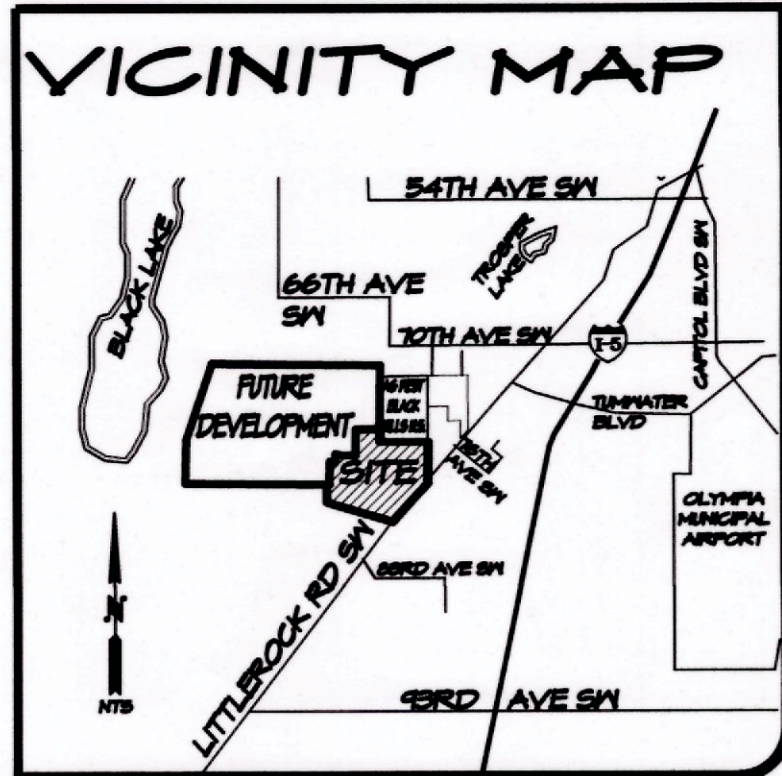 VICINITY MAP
54TH AVE SW
BLACK LAKE
TROSPER
LAKE
66TH AVE
SW
70TH AVE SW
I-5
CAPITOL BLVD SW
FUTURE
DEVELOPMENT
BLACK
TUMWATER
BLVD
SITE
AVE SW
OLYMPIA
MUNICIPAL
AIRPORT
LITTLEROCK RD SW
83RD AVE SW
N
NTS
93RD AVE SW